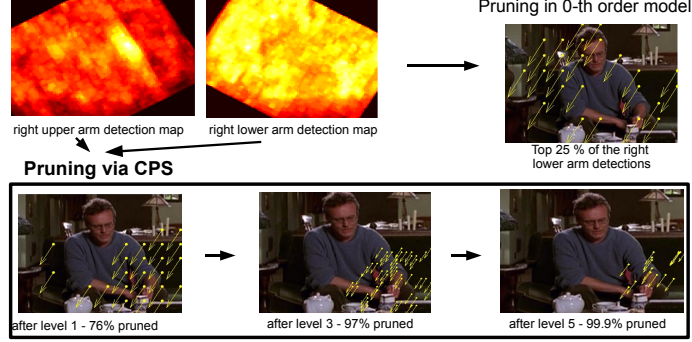 Pruning in 0-th order model
right upper arm detection map
right lower arm detection map
Top 25 % of the right
lower arm detections
Pruning via CPS
after level 1 - 76% pruned
after level 3 - 97% pruned
after level 5 - 99.9% pruned